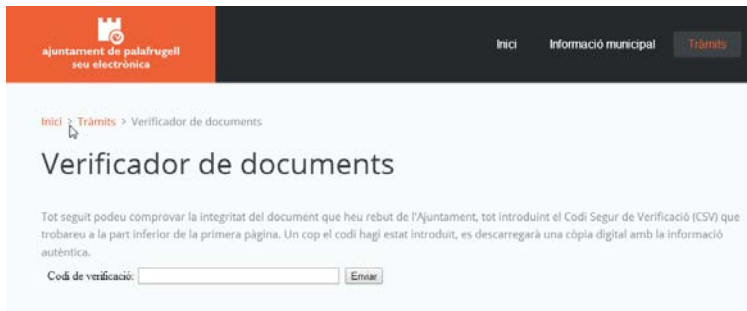 ajuntament de palafrugell
seu electrònica
Inici Informació municipal Tràmits
Inici > Tràmits > Verificador de documents
Verificador de documents
Tot seguit podeu comprovar la integritat del document que heu rebut de l'Ajuntament, tot introduint el Codi Segur de Verificació (CSV) que
trobareu a la part inferior de la primera pàgina. Un cop el codi hagi estat introduït, es descarregarà una còpia digital amb la informació
autèntica.
Codi de verificació: Enviar